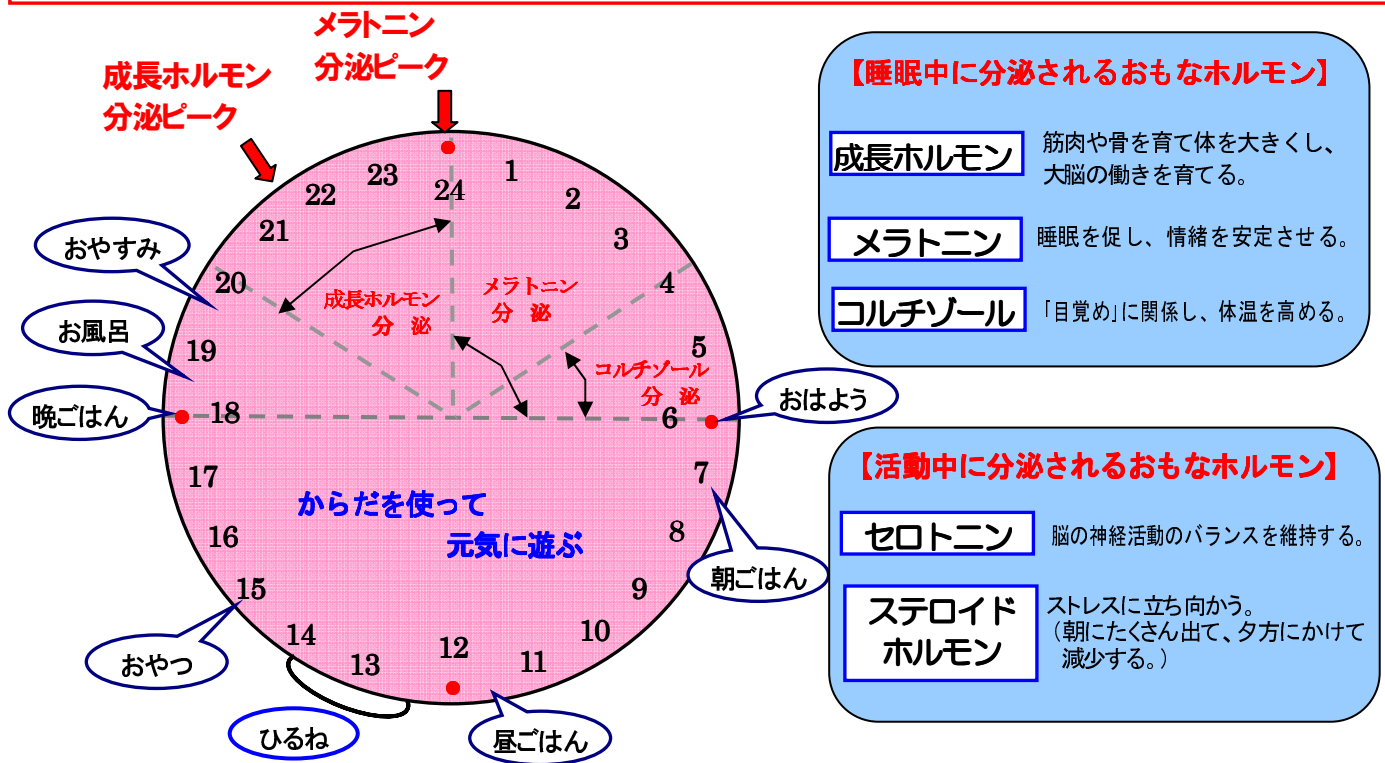 メラトニン
分泌ピーク
成長ホルモン
分泌ピーク
24
1
2
3
4
5
6
7
8
9
10
11
12
13
14
15
16
17
18
19
20
21
22
23
成長ホルモン
分 泌
メラトニン
分 泌
コルチゾール
分 泌
からだを使って
元気に遊ぶ
おやすみ
お風呂
晩ごはん
おやつ
ひるね
昼ごはん
朝ごはん
おはよう
【睡眠中に分泌されるおもなホルモン】
成長ホルモン
筋肉や骨を育て体を大きくし、
大脳の働きを育てる。
メラトニン
睡眠を促し、情緒を安定させる。
コルチゾール
「目覚め」に関係し、体温を高める。
【活動中に分泌されるおもなホルモン】
セロトニン
脳の神経活動のバランスを維持する。
ステロイド
ホルモン
ストレスに立ち向かう。
（朝にたくさん出て、夕方にかけて
減少する。）